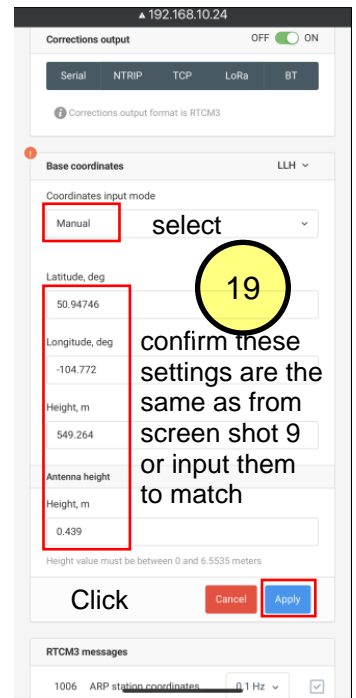 ▲192.168.10.24
Corrections output OFF ON
Serial NTRIP TCP LoRa BT
i Corrections output format is RTCM3
!
Base coordinates LLH
Coordinates input mode
Manual select
19
Latitude, deg
50.94746
Longitude, deg
-104.772
Height, m
549.264
confirm these
settings are the
same as from
screen shot 9
or input them
to match
Antenna height
Height, m
0.439
Height value must be between 0 and 6.5535 meters
Click Cancel Apply
RTCM3 messages
1006 ARP station coordinates 0.1 Hz